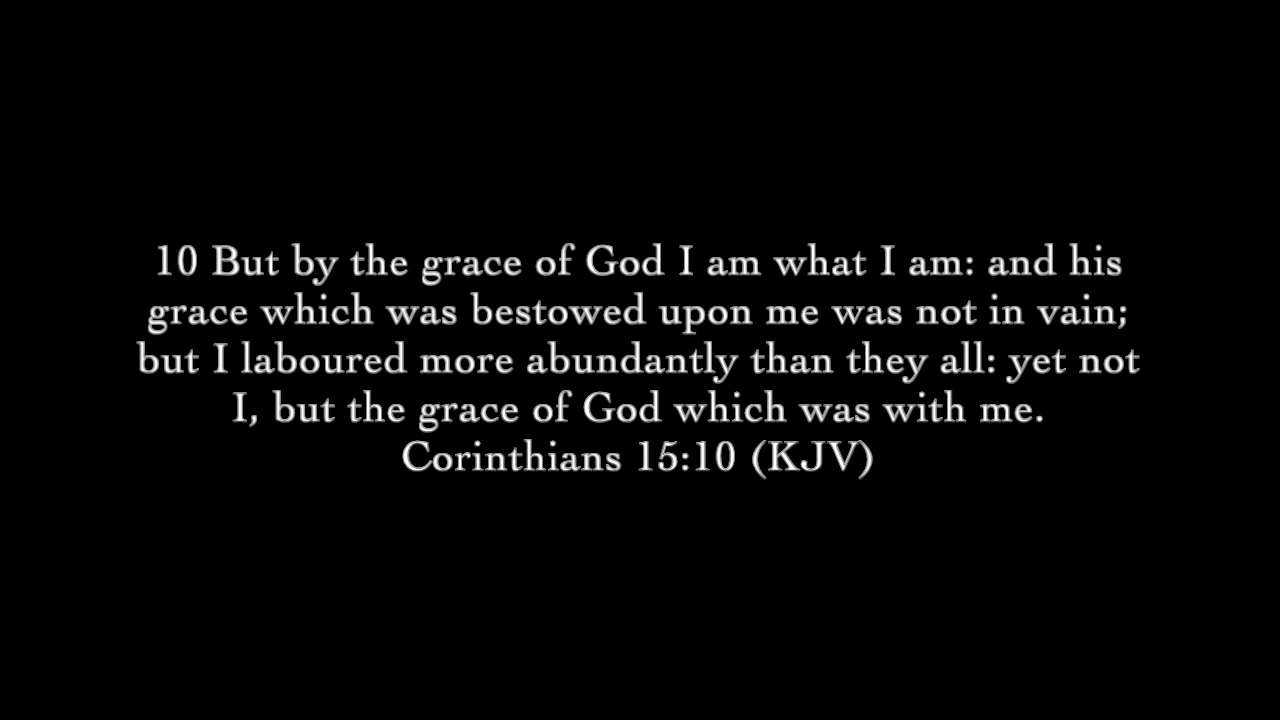 10 But by the grace of God I am what I am: and his
grace which was bestowed upon me was not in vain;
but I laboured more abundantly than they all: yet not
I, but the grace of God which was with me.
Corinthians 15:10 (KJV)